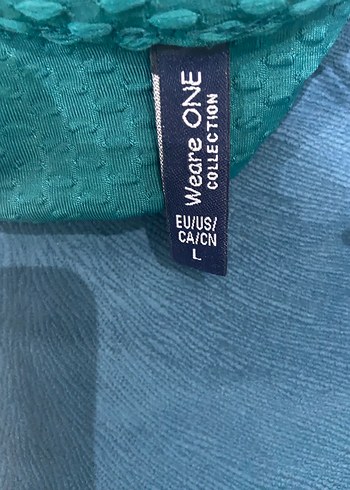 Weare ONE
COLLECTION
EU/US/
CA/CN
L